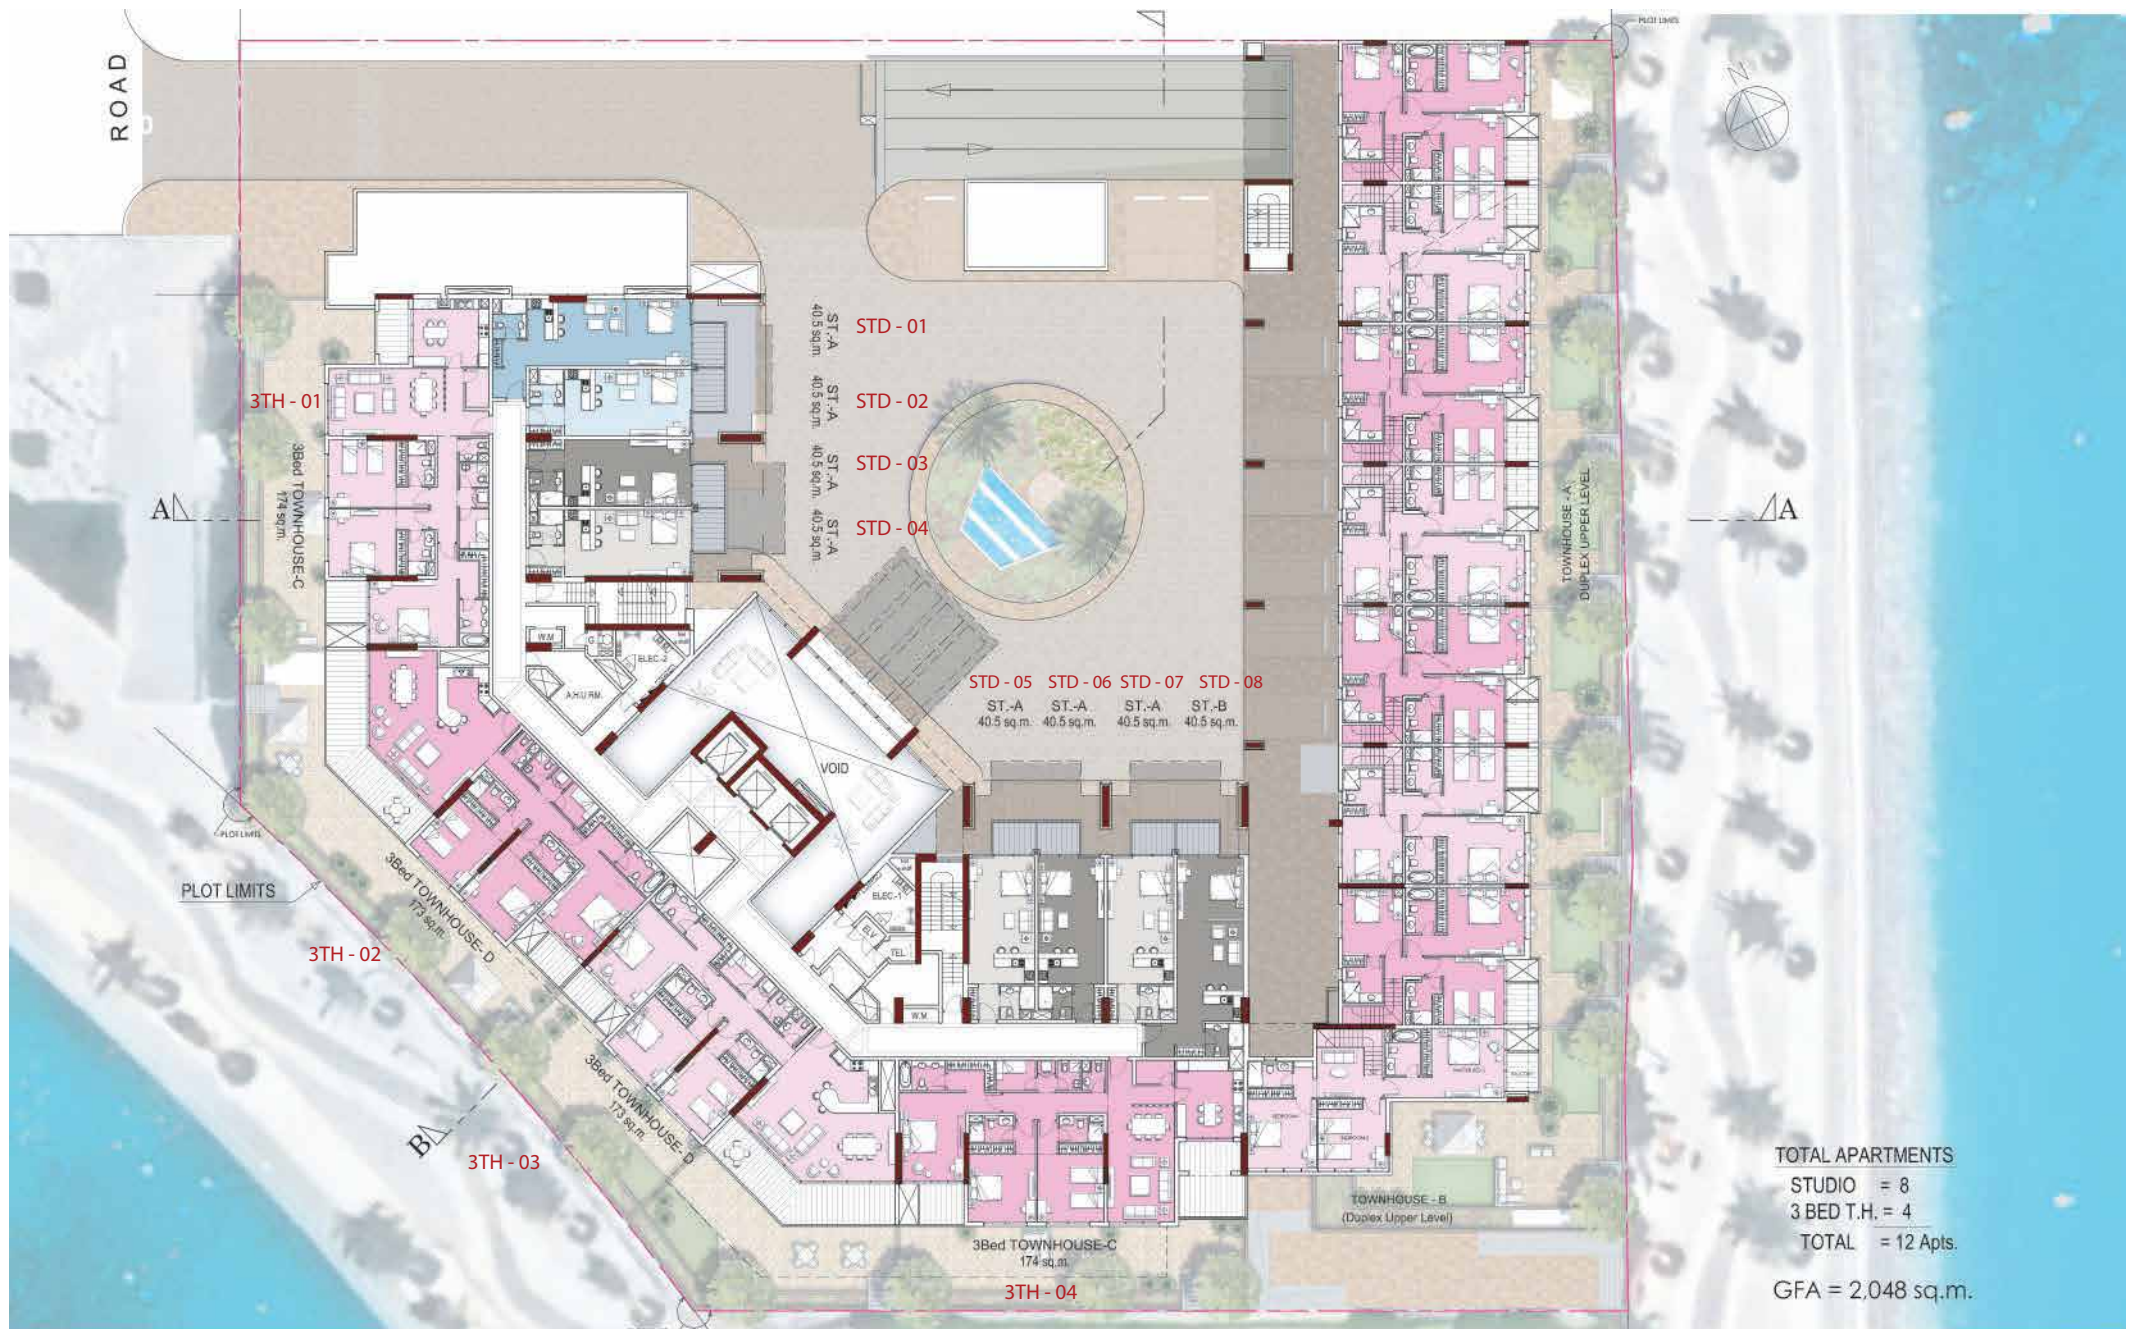 PLOT LIMITS
ROAD
N
ST.-A
40.5 sq.m.
STD - 01
ST.-A
40.5 sq.m.
STD - 02
ST.-A
40.5 sq.m.
STD - 03
ST.-A
40.5 sq.m.
STD - 04
3TH - 01
3Bed TOWNHOUSE-C
174 sq.m.
A
A
TOWNHOUSE - A
DUPLEX UPPER LEVEL
W.M
G
ELEC.-2
A.H.U RM.
VOID
STD - 05
STD - 06
STD - 07
STD - 08
ST.-A
ST.-A
ST.-A
ST.-B
40.5 sq.m.
40.5 sq.m.
40.5 sq.m.
40.5 sq.m.
PLOT LIMITS
PLOT LIMITS
3Bed TOWNHOUSE- D
173 sq.m.
3TH - 02
ELEC.-1
ELV
TEL.
W.M
3Bed TOWNHOUSE- D
173 sq.m.
B
3TH - 03
TOWNHOUSE - B
(Duplex Upper Level)
3Bed TOWNHOUSE-C
174 sq.m.
3TH - 04
TOTAL APARTMENTS
STUDIO = 8
3 BED T.H. = 4
TOTAL = 12 Apts.
GFA = 2,048 sq.m.